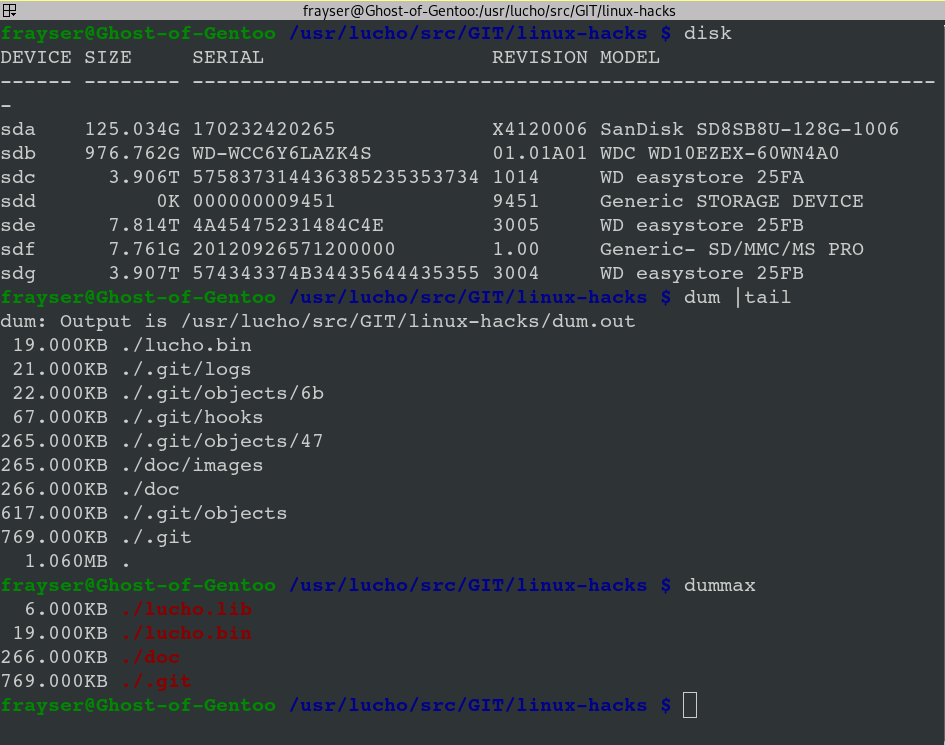 frayser@Ghost-of-Gentoo:/usr/lucho/src/GIT/linux-hacks
frayser@Ghost-of-Gentoo /usr/lucho/src/GIT/linux-hacks $ disk
DEVICE SIZE     SERIAL                   REVISION MODEL
------ -------- --------------------------------------------------------------
-
sda    125.034G 170232420265             X4120006 SanDisk SD8SB8U-128G-1006
sdb    976.762G WD-WCC6Y6LAZK4S          01.01A01 WDC WD10EZEX-60WN4A0
sdc      3.906T 575837314436385235353734 1014     WD easystore 25FA
sdd          0K 000000009451             9451     Generic STORAGE DEVICE
sde      7.814T 4A45475231484C4E         3005     WD easystore 25FB
sdf      7.761G 20120926571200000        1.00     Generic- SD/MMC/MS PRO
sdg      3.907T 574343374B34435644435355 3004     WD easystore 25FB
frayser@Ghost-of-Gentoo /usr/lucho/src/GIT/linux-hacks $ dum |tail
dum: Output is /usr/lucho/src/GIT/linux-hacks/dum.out
 19.000KB ./lucho.bin
 21.000KB ./.git/logs
 22.000KB ./.git/objects/6b
 67.000KB ./.git/hooks
265.000KB ./.git/objects/47
265.000KB ./doc/images
266.000KB ./doc
617.000KB ./.git/objects
769.000KB ./.git
  1.060MB .
frayser@Ghost-of-Gentoo /usr/lucho/src/GIT/linux-hacks $ dummax
  6.000KB ./lucho.lib
 19.000KB ./lucho.bin
266.000KB ./doc
769.000KB ./.git
frayser@Ghost-of-Gentoo /usr/lucho/src/GIT/linux-hacks $